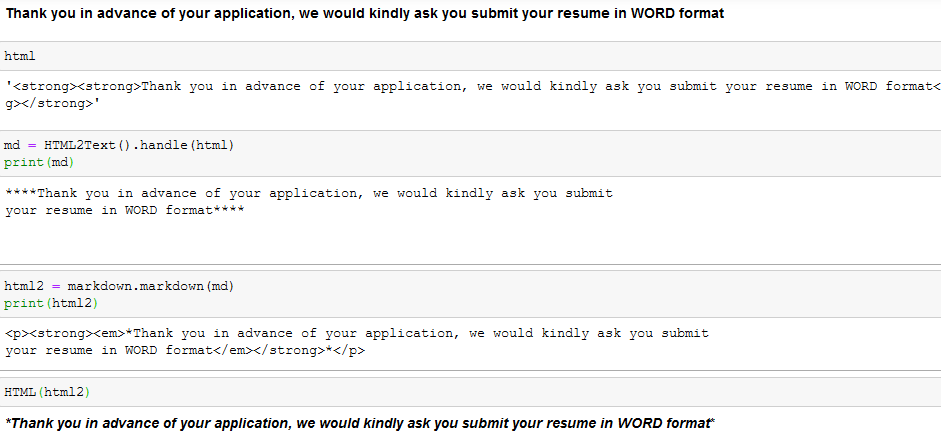 Thank you in advance of your application, we would kindly ask you submit your resume in WORD format
html
'<strong><strong>Thank you in advance of your application, we would kindly ask you submit your resume in WORD format<
g></strong>'
md = HTML2Text().handle(html)
print(md)
****Thank you in advance of your application, we would kindly ask you submit
your resume in WORD format****
html2 = markdown.markdown(md)
print(html2)
<p><strong><em>*Thank you in advance of your application, we would kindly ask you submit
your resume in WORD format</em></strong>*</p>
HTML(html2)
*Thank you in advance of your application, we would kindly ask you submit your resume in WORD format*